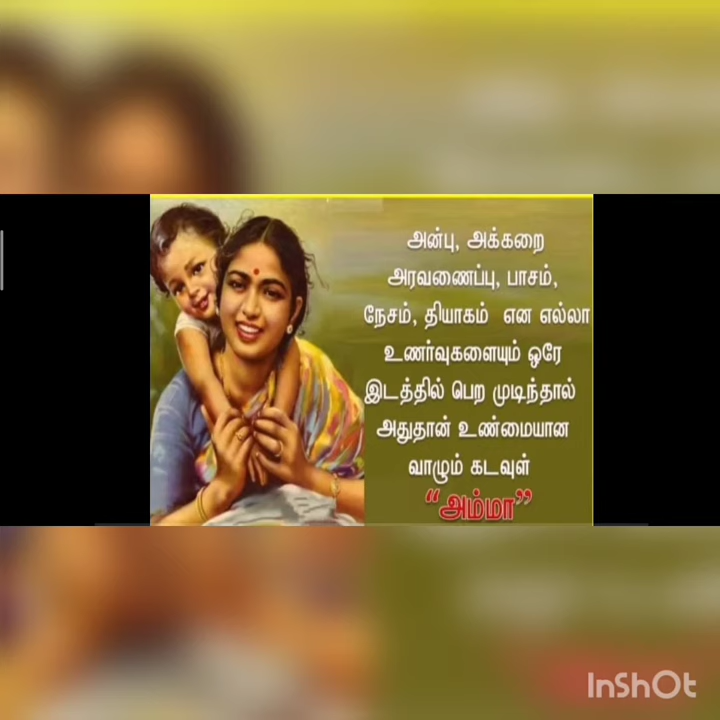 அன்பு, அக்கறை
அரவணைப்பு, பாசம்,
நேசம், தியாகம் என எல்லா
உணர்வுகளையும் ஒரே
இடத்தில் பெற முடிந்தால்
அதுதான் உண்மையான
வாழும் கடவுள்
“அம்மா”
InShOt